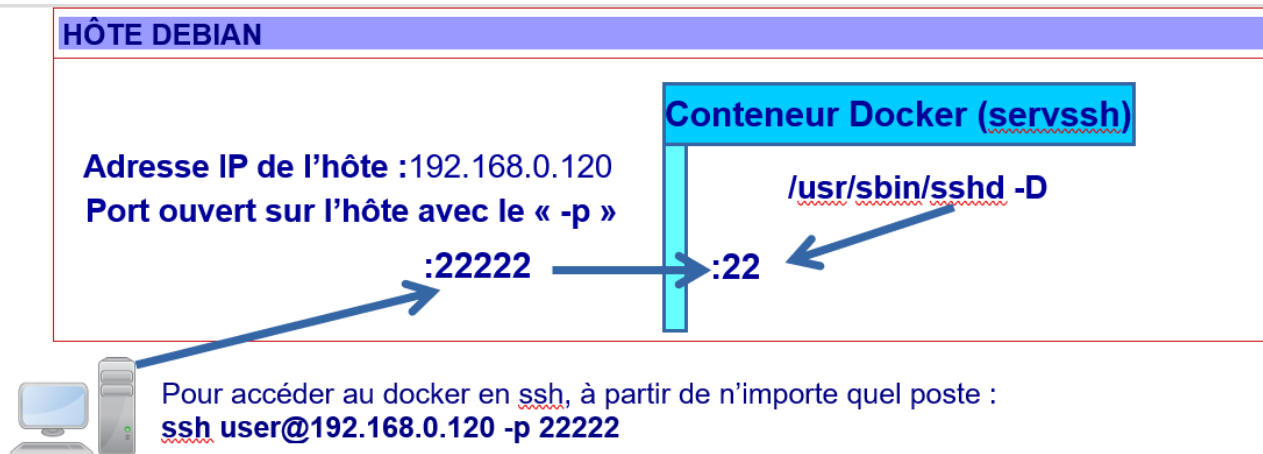 HÔTE DEBIAN
Conteneur Docker (servssh)
Adresse IP de l’hôte :192.168.0.120
/usr/sbin/sshd -D
Port ouvert sur l’hôte avec le « -p »
:22222
:22
Pour accéder au docker en ssh, à partir de n’importe quel poste :
ssh user@192.168.0.120 -p 22222